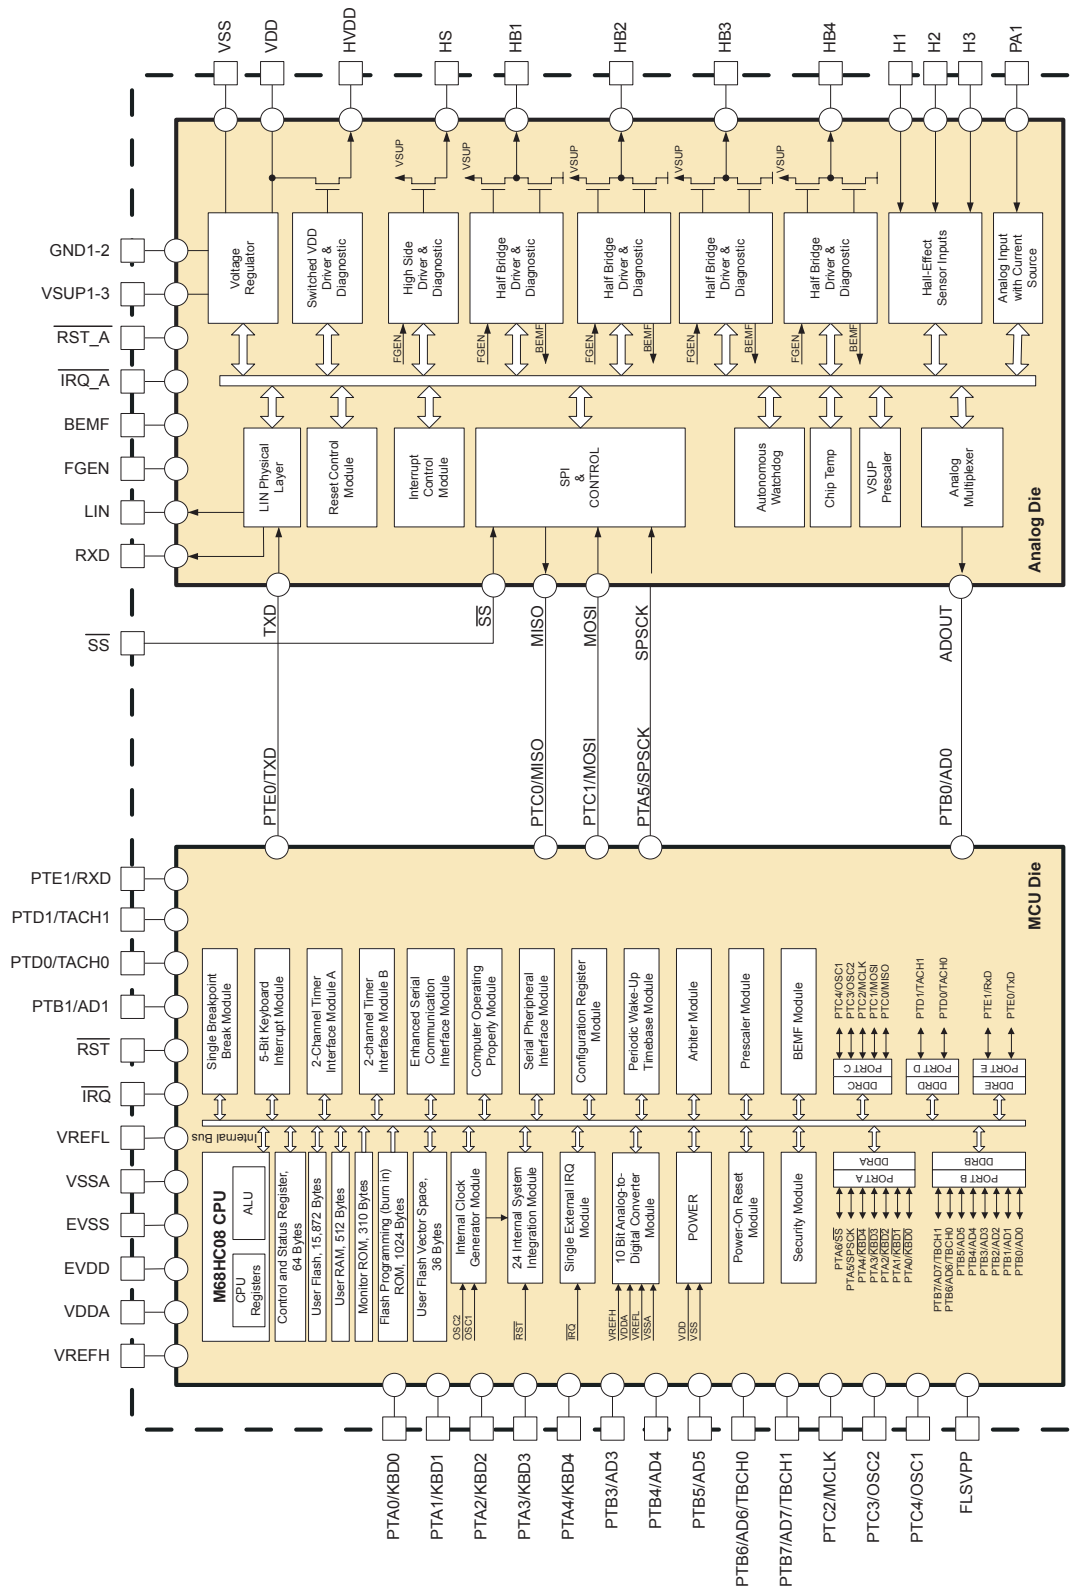 VSS
VDD
HVDD
HS
HB1
HB2
HB3
HB4
H1
H2
H3
PA1
GND1-2
VSUP1-3
RST_A
IRQ_A
BEMF
FGEN
LIN
RXD
SS
Voltage
Regulator
Switched VDD
Driver &
Diagnostic
VSUP
High Side
Driver &
Diagnostic
FGEN
VSUP
Half Bridge
Driver &
Diagnostic
FGEN
BEMF
VSUP
Half Bridge
Driver &
Diagnostic
FGEN
BEMF
VSUP
Half Bridge
Driver &
Diagnostic
FGEN
BEMF
VSUP
Half Bridge
Driver &
Diagnostic
FGEN
BEMF
Hall-Effect
Sensor Inputs
Analog Input
with Current
Source
LIN Physical
Layer
Reset Control
Module
Interrupt
Control
Module
SPI
&
CONTROL
Autonomous
Watchdog
Chip Temp
VSUP
Prescaler
Analog
Multiplexer
Analog Die
TXD
SS
MISO
MOSI
SPSCK
ADOUT
PTE0/TXD
PTC0/MISO
PTC1/MOSI
PTA5/SPSCK
PTB0/AD0
PTE1/RXD
PTD1/TACH1
PTD0/TACH0
PTB1/AD1
RST
IRQ
VREFL
VSSA
EVSS
EVDD
VDDA
VREFH
MCU Die
Single Breakpoint
Break Module
5-Bit Keyboard
Interrupt Module
2-Channel Timer
Interface Module A
2-channel Timer
Interface Module B
Enhanced Serial
Communication
Interface Module
Computer Operating
Properly Module
Serial Pheripheral
Interface Module
Configuration Register
Module
Periodic Wake-Up
Timebase Module
Arbiter Module
Prescaler Module
BEMF Module
PTC4/OSC1
PTC3/OSC2
PTC2/MCLK
PTC1/MOSI
PTC0/MISO
PORT C
DDRC
PTD1/TACH1
PTD0/TACH0
PORT D
DDRD
PTE1/RxD
PTE0/TxD
PORT E
DDRE
Internal Bus
M68HC08 CPU
CPU
Registers
ALU
Control and Status Register,
64 Bytes
User Flash, 15,872 Bytes
User RAM, 512 Bytes
Monitor ROM, 310 Bytes
Flash Programming (burn in)
ROM, 1024 Bytes
User Flash Vector Space,
36 Bytes
Internal Clock
Generator Module
OSC2
OSC1
24 Internal System
Integration Module
RST
Single External IRQ
Module
IRQ
10 Bit Analog-to-
Digital Converter
Module
VREFH
VDDA
VREFL
VSSA
POWER
VDD
VSS
Power-On Reset
Module
Security Module
DDRA
PORT A
PTA6/SS
PTA5/SPSCK
PTA4/KBD4
PTA3/KBD3
PTA2/KBD2
PTA1/KBD1
PTA0/KBD0
DDRB
PORT B
PTB7/AD7/TBCH1
PTB6/AD6/TBCH0
PTB5/AD5
PTB4/AD4
PTB3/AD3
PTB2/AD2
PTB1/AD1
PTB0/AD0
PTA0/KBD0
PTA1/KBD1
PTA2/KBD2
PTA3/KBD3
PTA4/KBD4
PTB3/AD3
PTB4/AD4
PTB5/AD5
PTB6/AD6/TBCH0
PTB7/AD7/TBCH1
PTC2/MCLK
PTC3/OSC2
PTC4/OSC1
FLSVPP